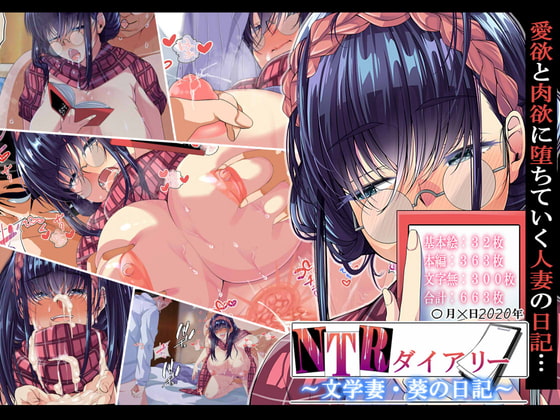 愛欲と肉欲に堕ちていく人妻の日記…
基本絵：32枚
本編：363枚
文字無：300枚
合計：663枚
〇月×日2020年
NTRダイアリー
～文学妻・葵の日記～